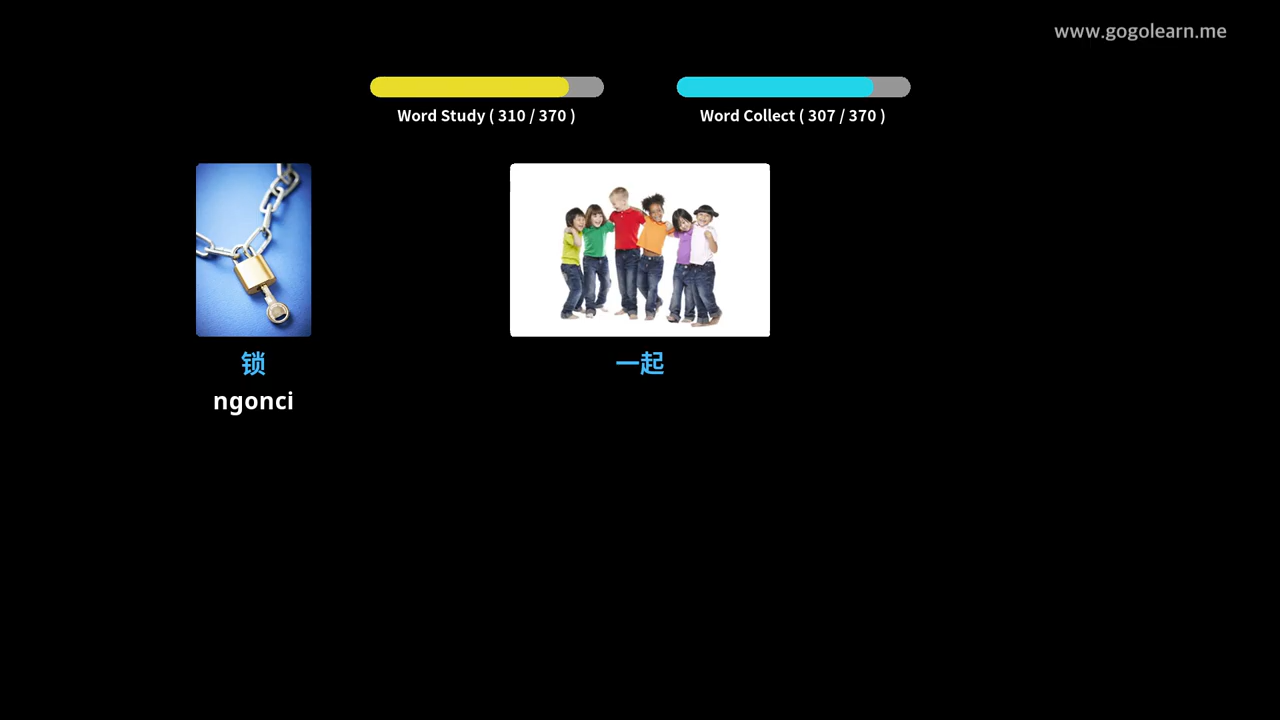 www.gogolearn.me
Word Study ( 310 / 370 )
Word Collect ( 307 / 370 )
锁
ngonci
一起